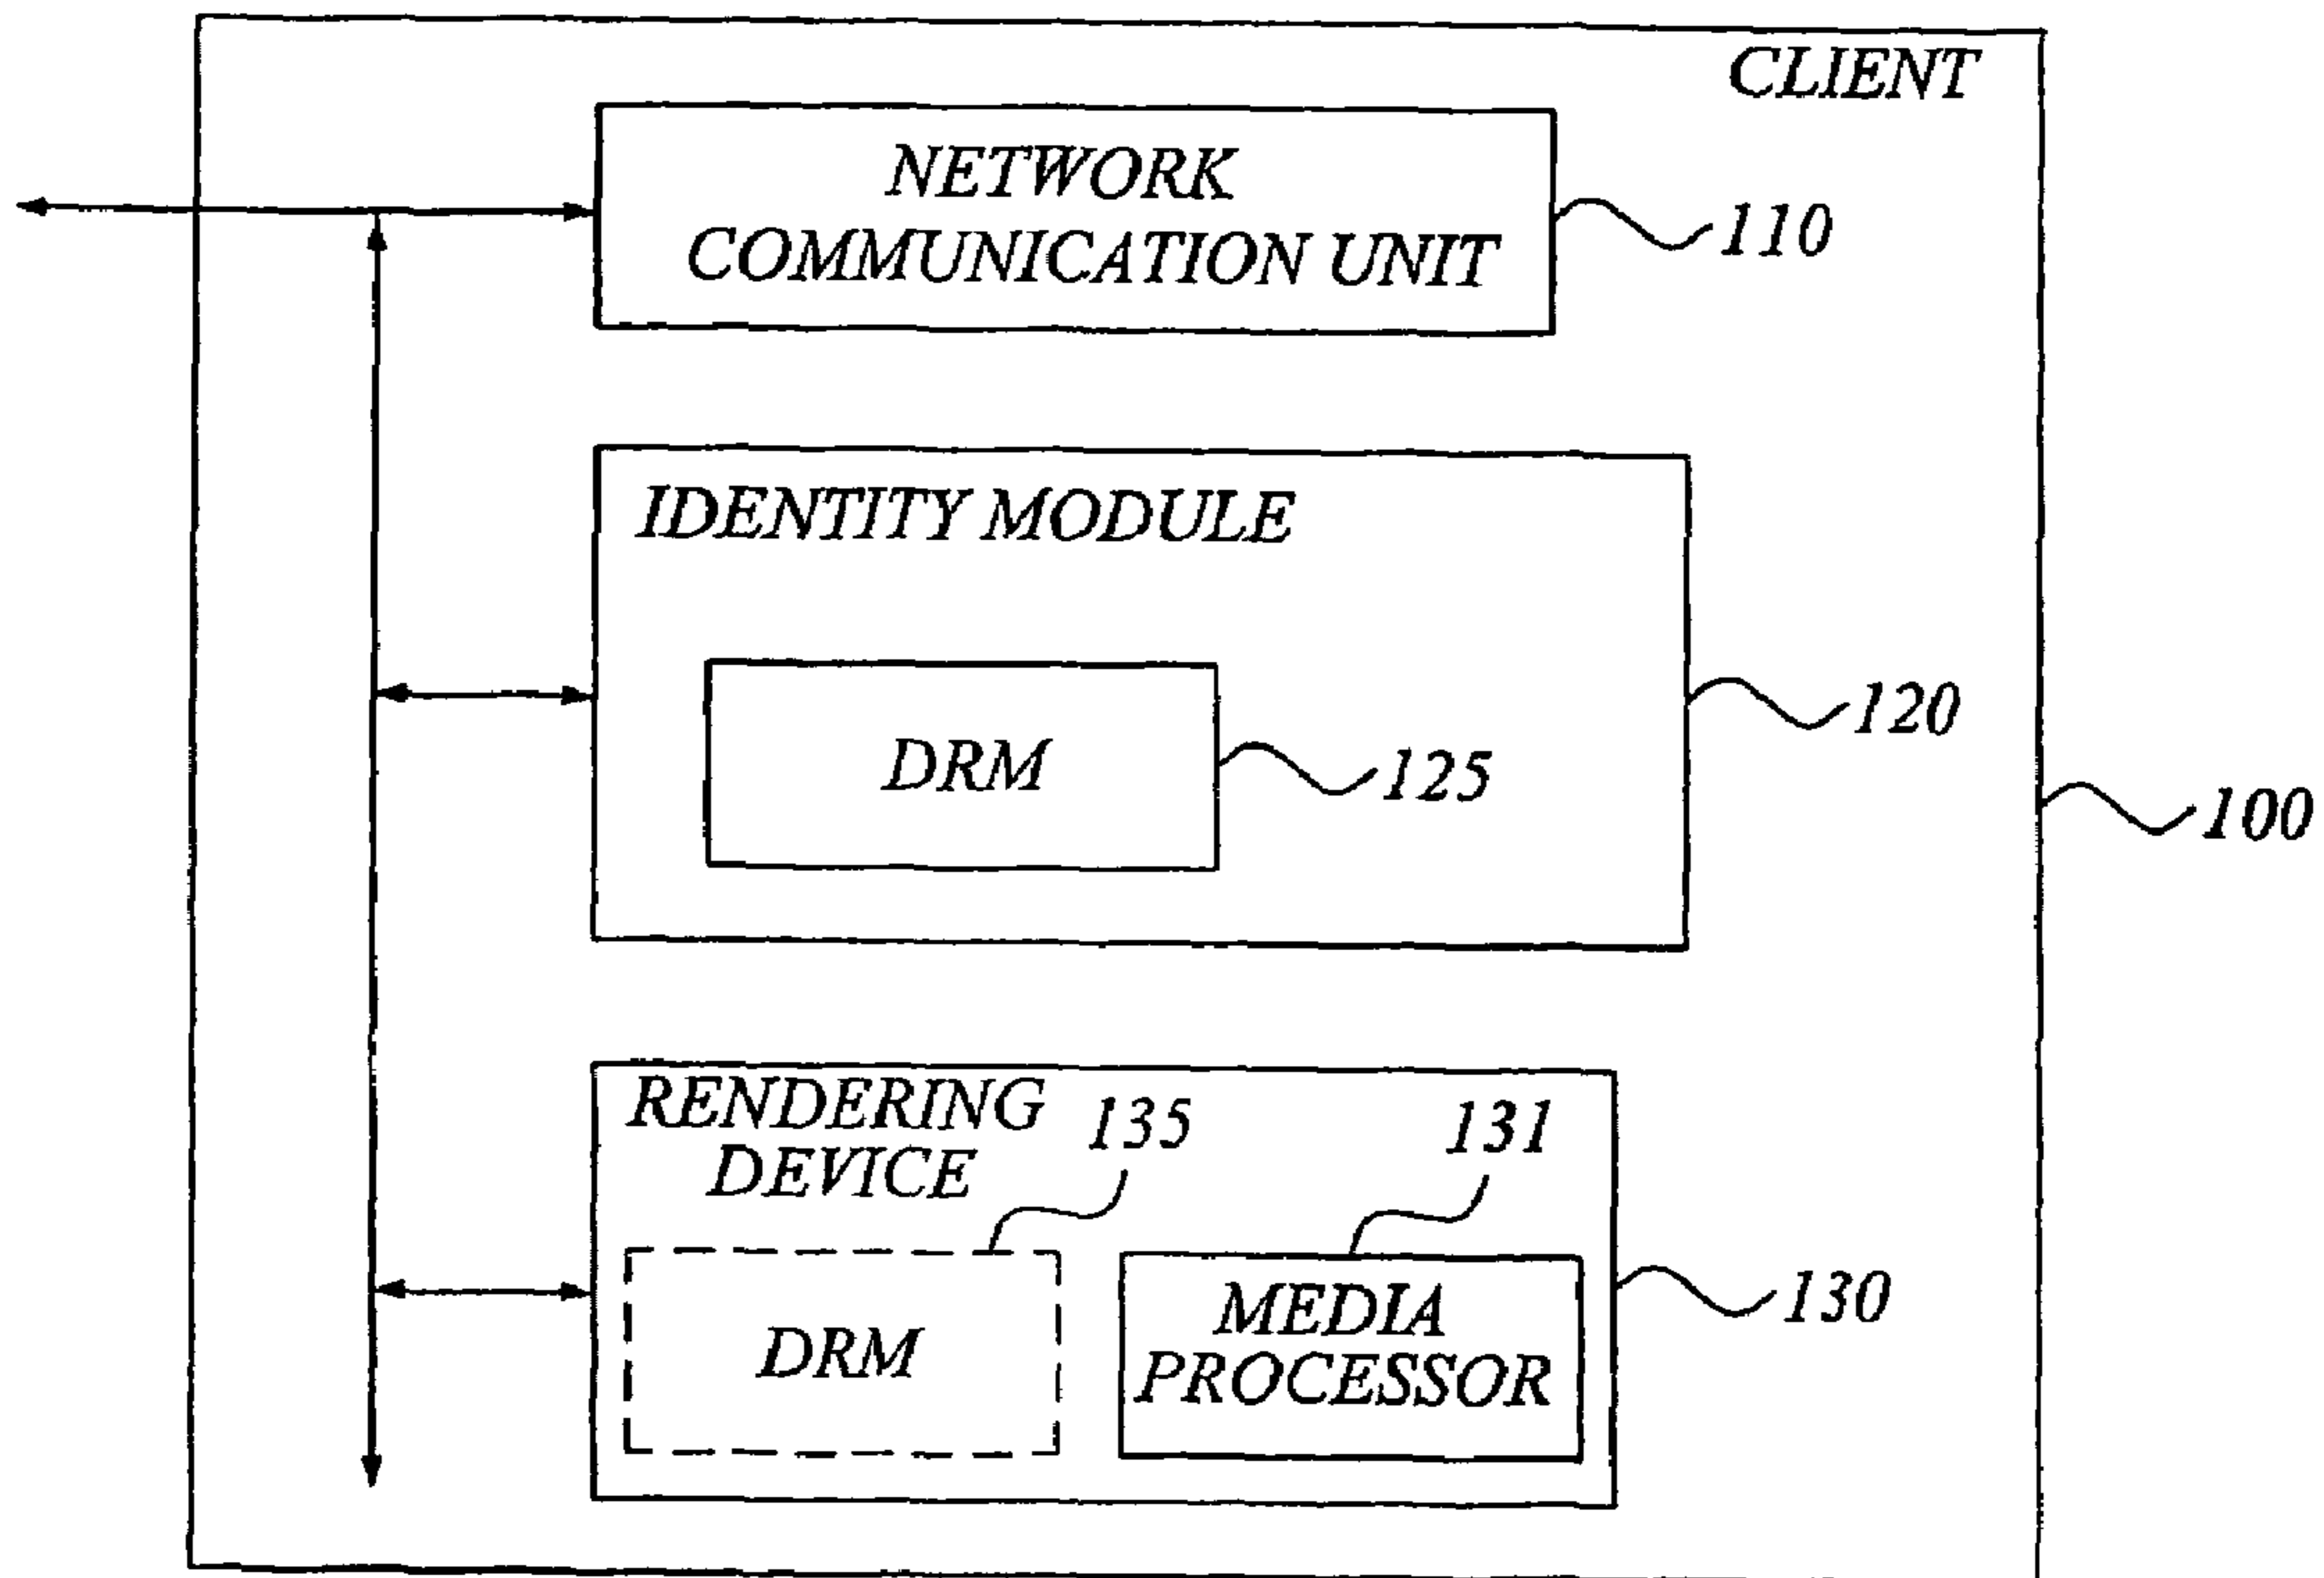 CLIENT
NETWORK
COMMUNICATION UNIT
110
IDENTITY MODULE
120
DRM
125
100
RENDERING
DEVICE
135
131
DRM
MEDIA
PROCESSOR
130